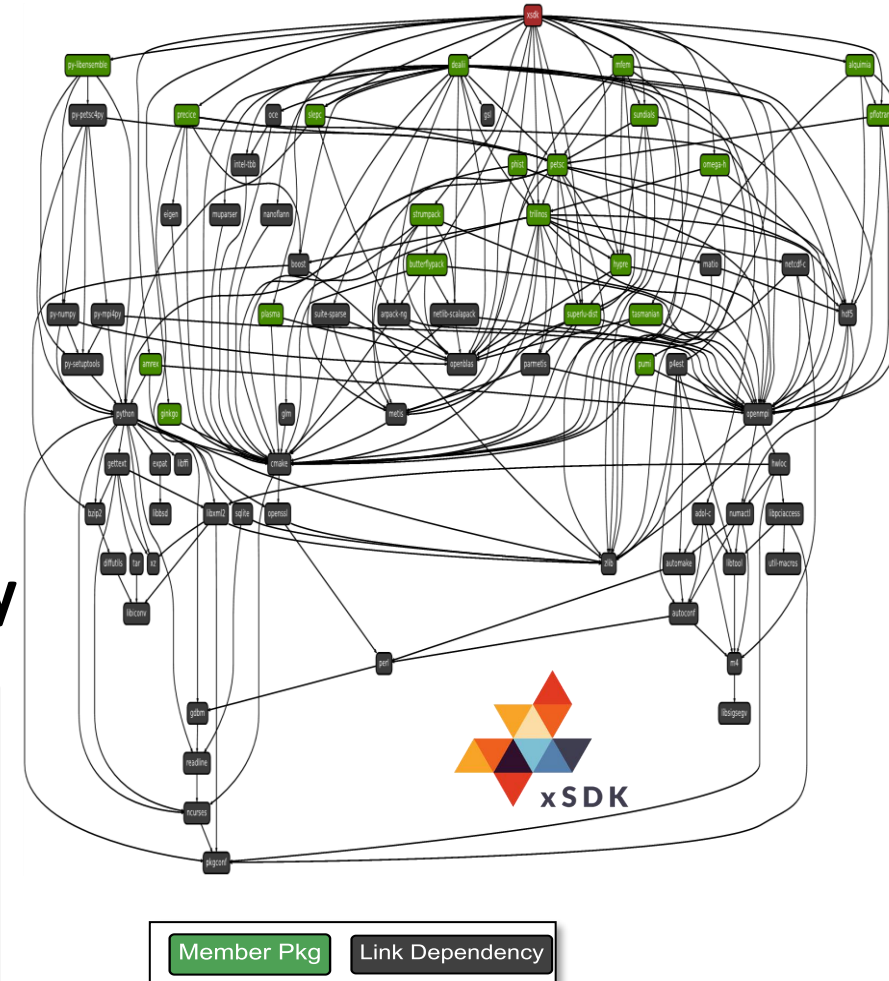 xsdk
py-libensemble
dealii
mfem
alquimia
py-petsc4py
precice
oce
slepc
gsl
sundials
pflotran
intel-tbb
phist
petsc
omega-h
eigen
muparser
nanoflann
strumpack
trilinos
boost
butterflypack
hypre
matio
netcdf-c
py-numpy
py-mpi4py
plasma
suite-sparse
arpack-ng
netlib-scalapack
superlu-dist
tasmanian
hdf5
py-setuptools
amrex
openblas
parmetis
pumi
p4est
python
ginkgo
glm
metis
openmpi
gettext
expat
libffi
cmake
hwloc
bzip2
libbsd
libxml2
sqlite
openssl
adol-c
numactl
libpciaccess
diffutils
tar
xz
zlib
automake
libtool
util-macros
libiconv
autoconf
y
perl
m4
gdbm
libsigsegv
readline
xSDK
ncurses
pkgconf
Member Pkg
Link Dependency